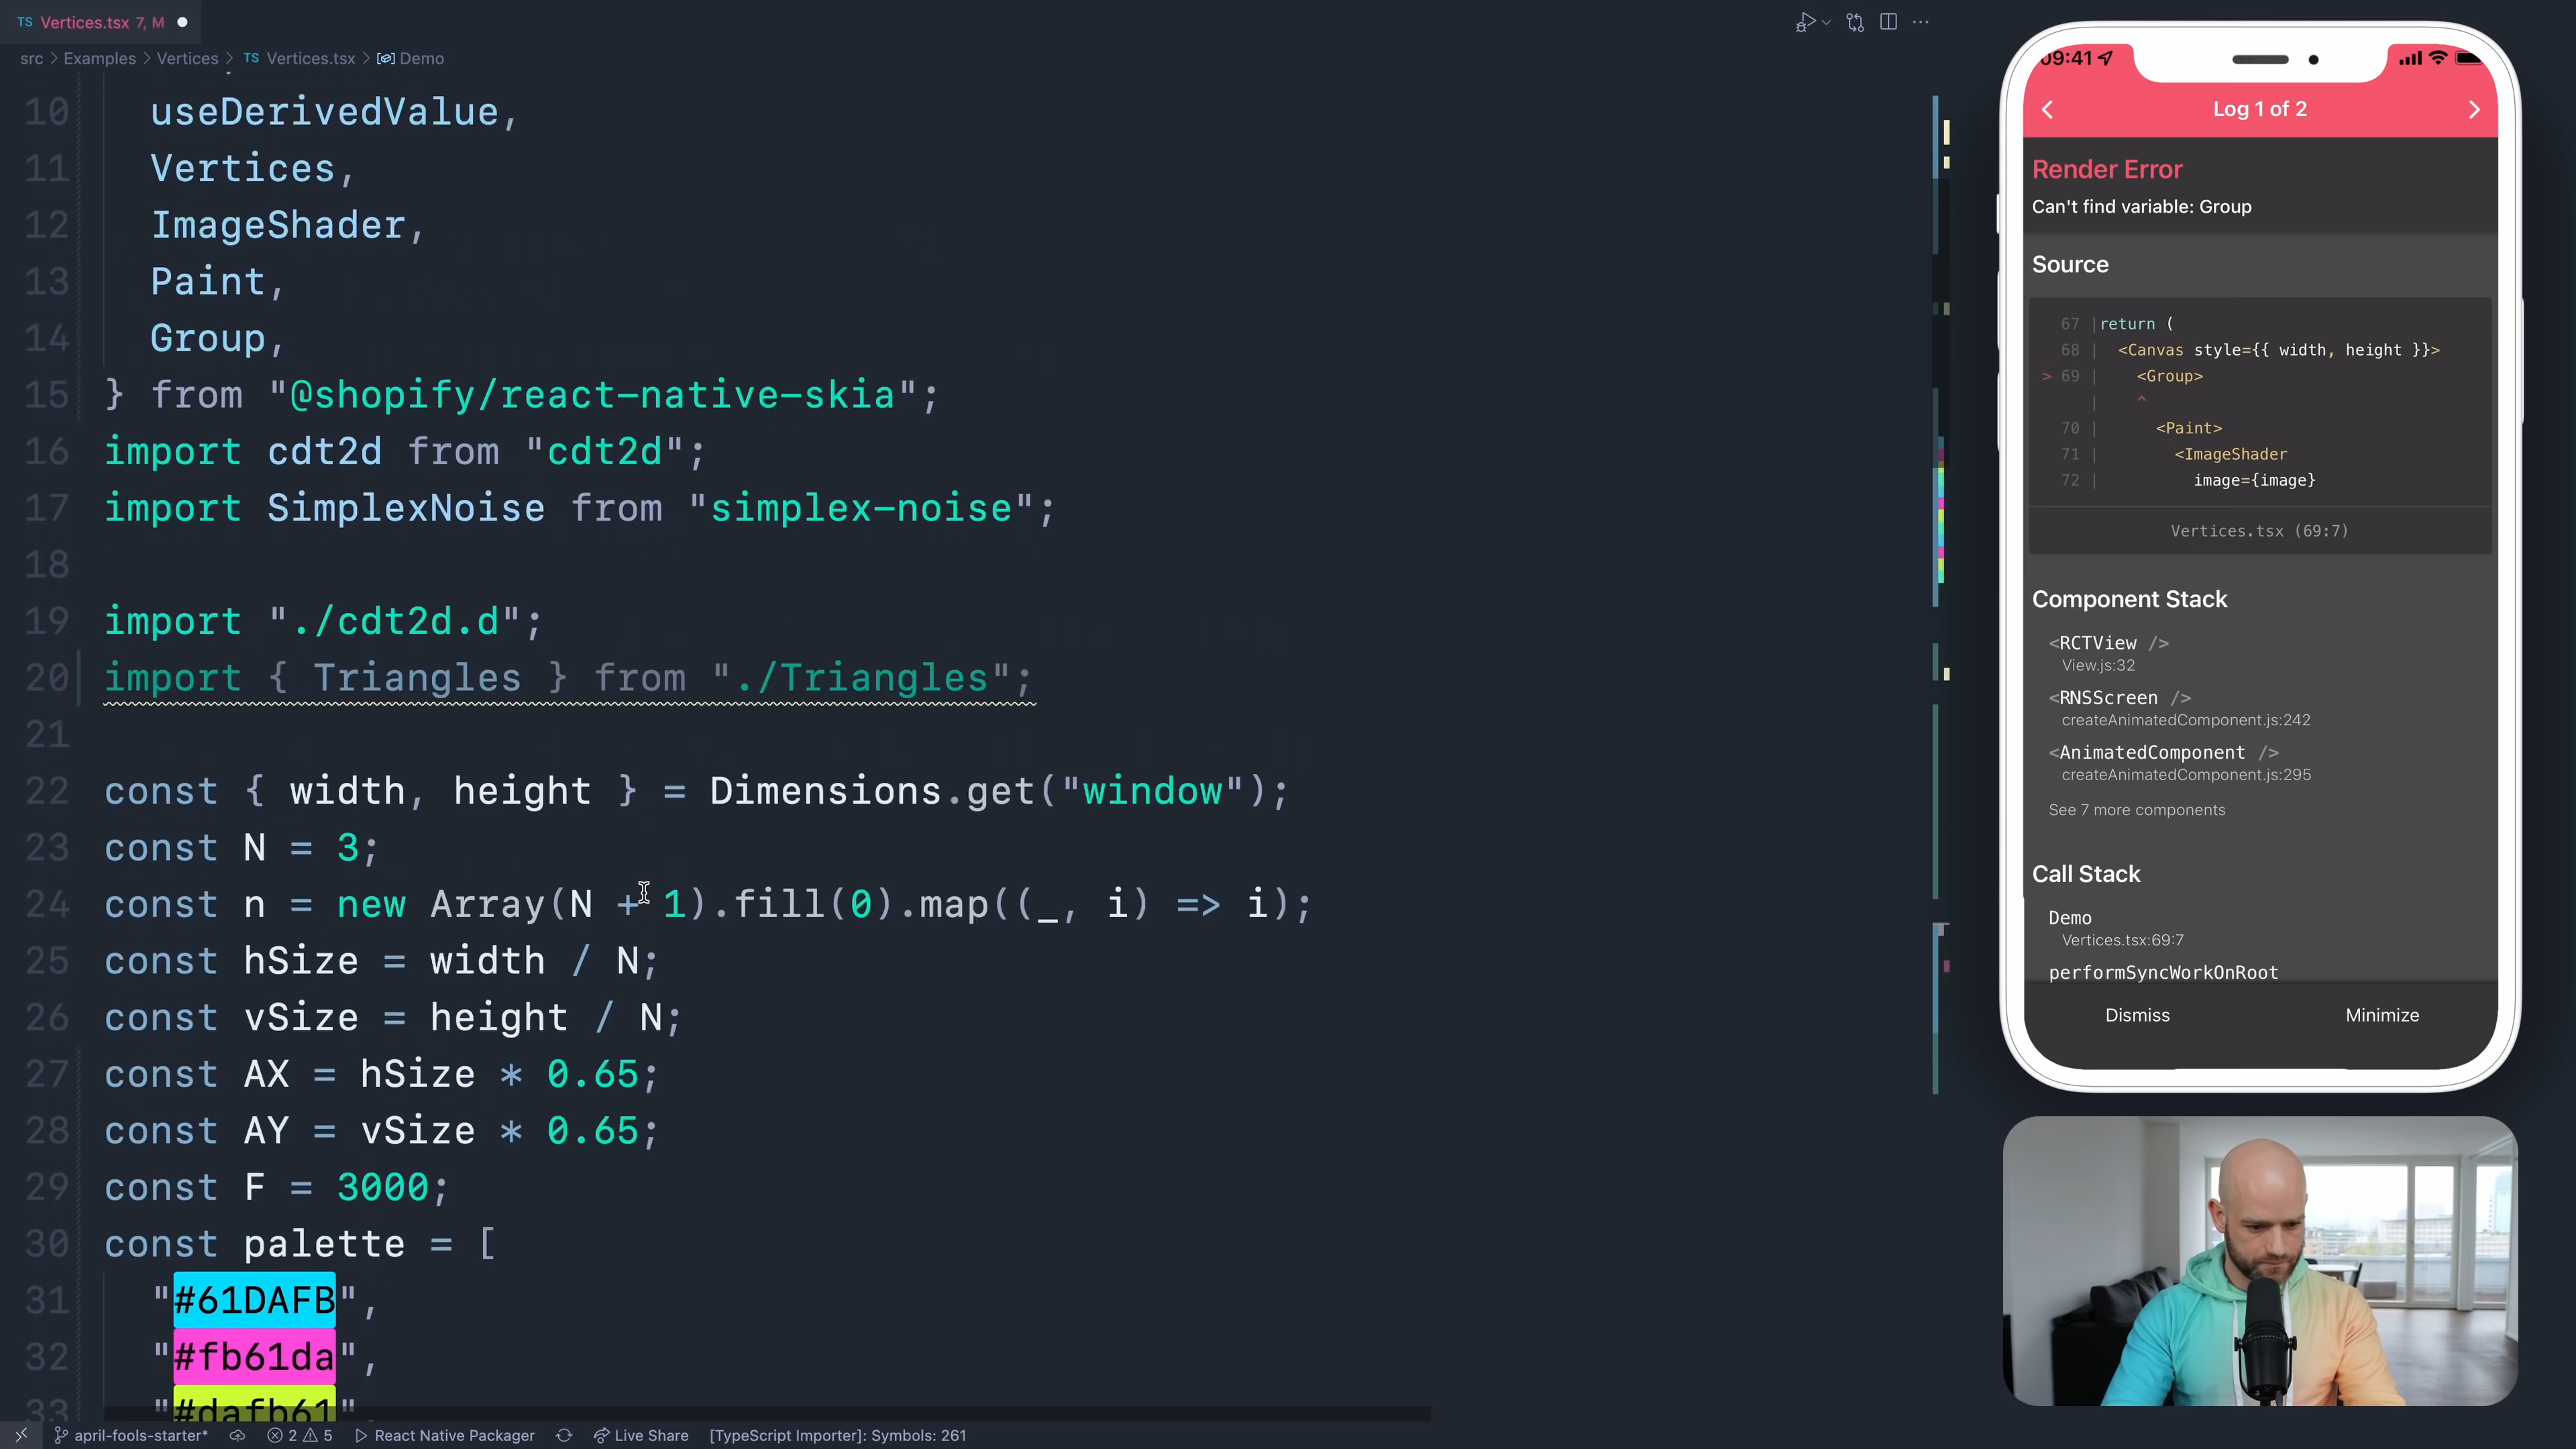 TS Vertices.tsx 7, M
src > Examples > Vertices > TS Vertices.tsx > Demo
10 useDerivedValue,
11 Vertices,
12 ImageShader,
13 Paint,
14 Group,
15 } from "@shopify/react-native-skia";
16 import cdt2d from "cdt2d";
17 import SimplexNoise from "simplex-noise";
18
19 import "./cdt2d.d";
20 import { Triangles } from "./Triangles";
21
22 const { width, height } = Dimensions.get("window");
23 const N = 3;
24 const n = new Array(N + 1).fill(0).map((_, i) => i);
25 const hSize = width / N;
26 const vSize = height / N;
27 const AX = hSize * 0.65;
28 const AY = vSize * 0.65;
29 const F = 3000;
30 const palette = [
31 "#61DAFB",
32 "#fb61da",
33 "#dafb61"
april-fools-starter* 2 5 React Native Packager Live Share [TypeScript Importer]: Symbols: 261
09:41
Log 1 of 2
Render Error
Can't find variable: Group
Source
67 |return (
68 | <Canvas style={{ width, height }}>
> 69 | <Group>
| ^
70 | <Paint>
71 | <ImageShader
72 | image={image}
Vertices.tsx (69:7)
Component Stack
<RCTView />
View.js:32
<RNSScreen />
createAnimatedComponent.js:242
<AnimatedComponent />
createAnimatedComponent.js:295
See 7 more components
Call Stack
Demo
Vertices.tsx:69:7
performSyncWorkOnRoot
Dismiss Minimize